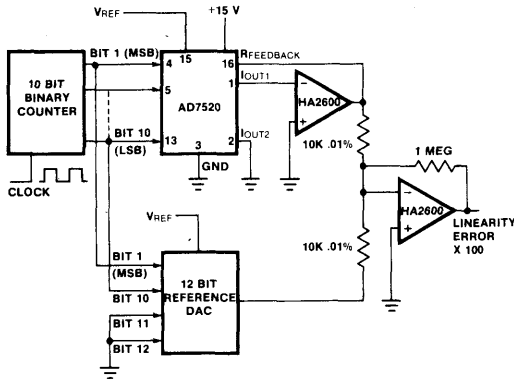 VREF
+15 V
BIT 1 (MSB)
15
RFEEDBACK
4
16
IOUT1
10 BIT
BINARY
COUNTER
5
1
AD7520
HA2600
−
+
BIT 10
(LSB)
13
3
2
IOUT2
GND
10K .01%
1 MEG
CLOCK
−
+
HA2600
LINEARITY
ERROR
X 100
VREF
10K .01%
BIT 1
(MSB)
12 BIT
REFERENCE
DAC
BIT 10
BIT 11
BIT 12